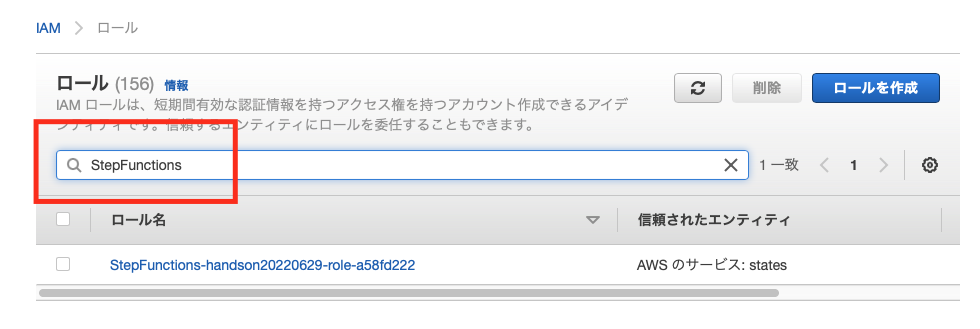 IAM > ロール
ロール (156) 情報
IAM ロールは、短期間有効な認証情報を持つアクセス権を持つアカウント作成できるアイデ
ンティティです。信頼するエンティティにロールを委任することもできます。
削除
ロールを作成
StepFunctions
1 一致
1
ロール名
信頼されたエンティティ
StepFunctions-handson20220629-role-a58fd222
AWS のサービス: states